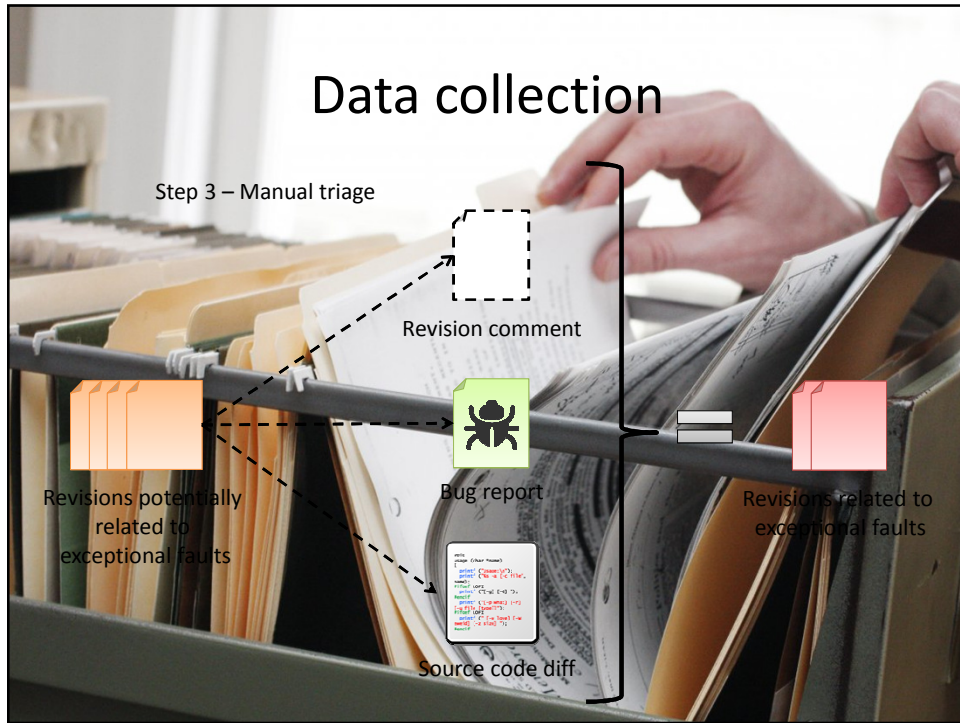 Data collection
Step 3 – Manual triage
Revision comment
Revisions potentially
related to
exceptional faults
Bug report
Revisions related to
exceptional faults
Source code diff